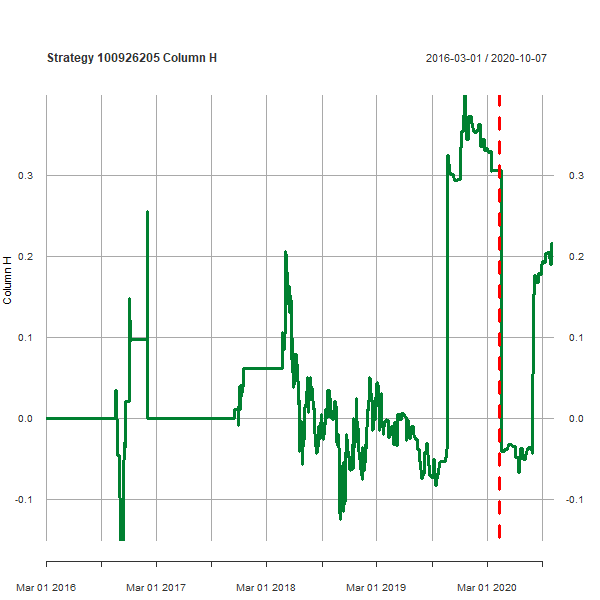 Strategy 100926205 Column H
2016-03-01 / 2020-10-07
0.3
0.3
0.2
0.2
Column H
0.1
0.1
0.0
0.0
-0.1
-0.1
Mar 01 2016
Mar 01 2017
Mar 01 2018
Mar 01 2019
Mar 01 2020